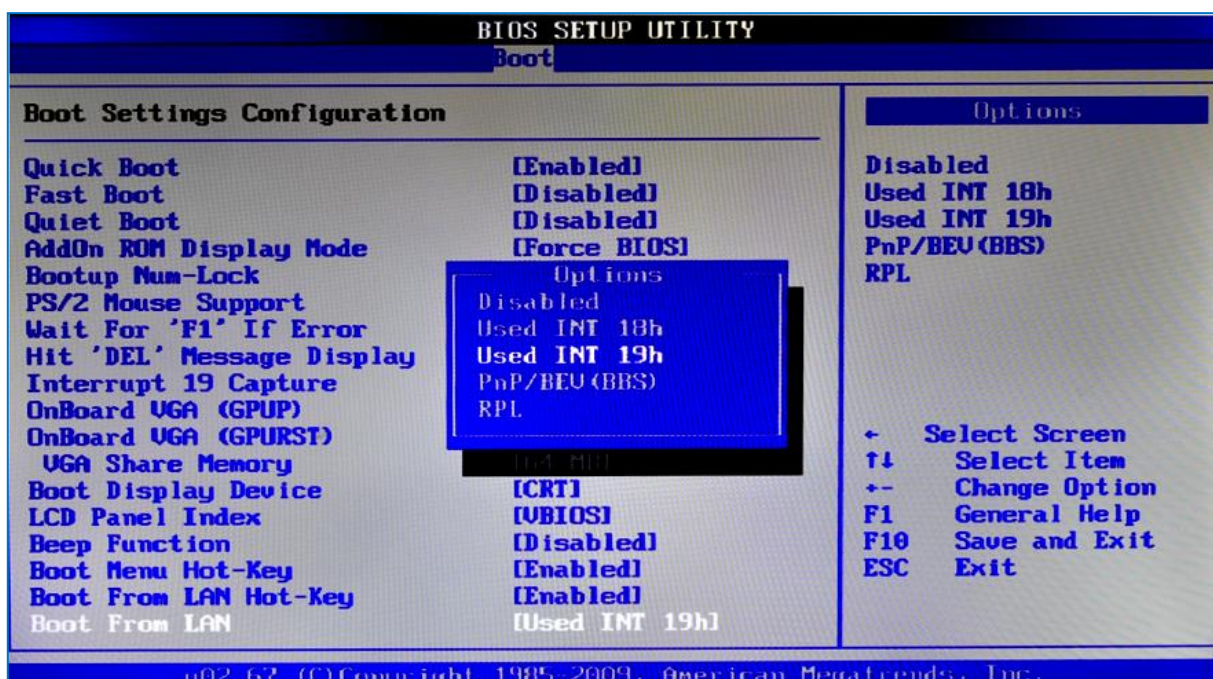 BIOS SETUP UTILITY
Boot
Boot Settings Configuration
Quick Boot [Enabled]
Fast Boot [Disabled]
Quiet Boot [Disabled]
AddOn ROM Display Mode [Force BIOS]
Bootup Num-Lock
PS/2 Mouse Support
Wait For 'F1' If Error
Hit 'DEL' Message Display
Interrupt 19 Capture
OnBoard VGA (GPUP)
OnBoard VGA (GPURST)
VGA Share Memory [64 MB]
Boot Display Device [CRT]
LCD Panel Index [VBIOS]
Beep Function [Disabled]
Boot Menu Hot-Key [Enabled]
Boot From LAN Hot-Key [Enabled]
Boot From LAN [Used INT 19h]
Options
Disabled
Used INT 18h
Used INT 19h
PnP/BEV(BBS)
RPL
Options
Disabled
Used INT 18h
Used INT 19h
PnP/BEV(BBS)
RPL
← Select Screen
↑↓ Select Item
+- Change Option
F1 General Help
F10 Save and Exit
ESC Exit
v02.67 (C)Copyright 1985-2009, American Megatrends, Inc.